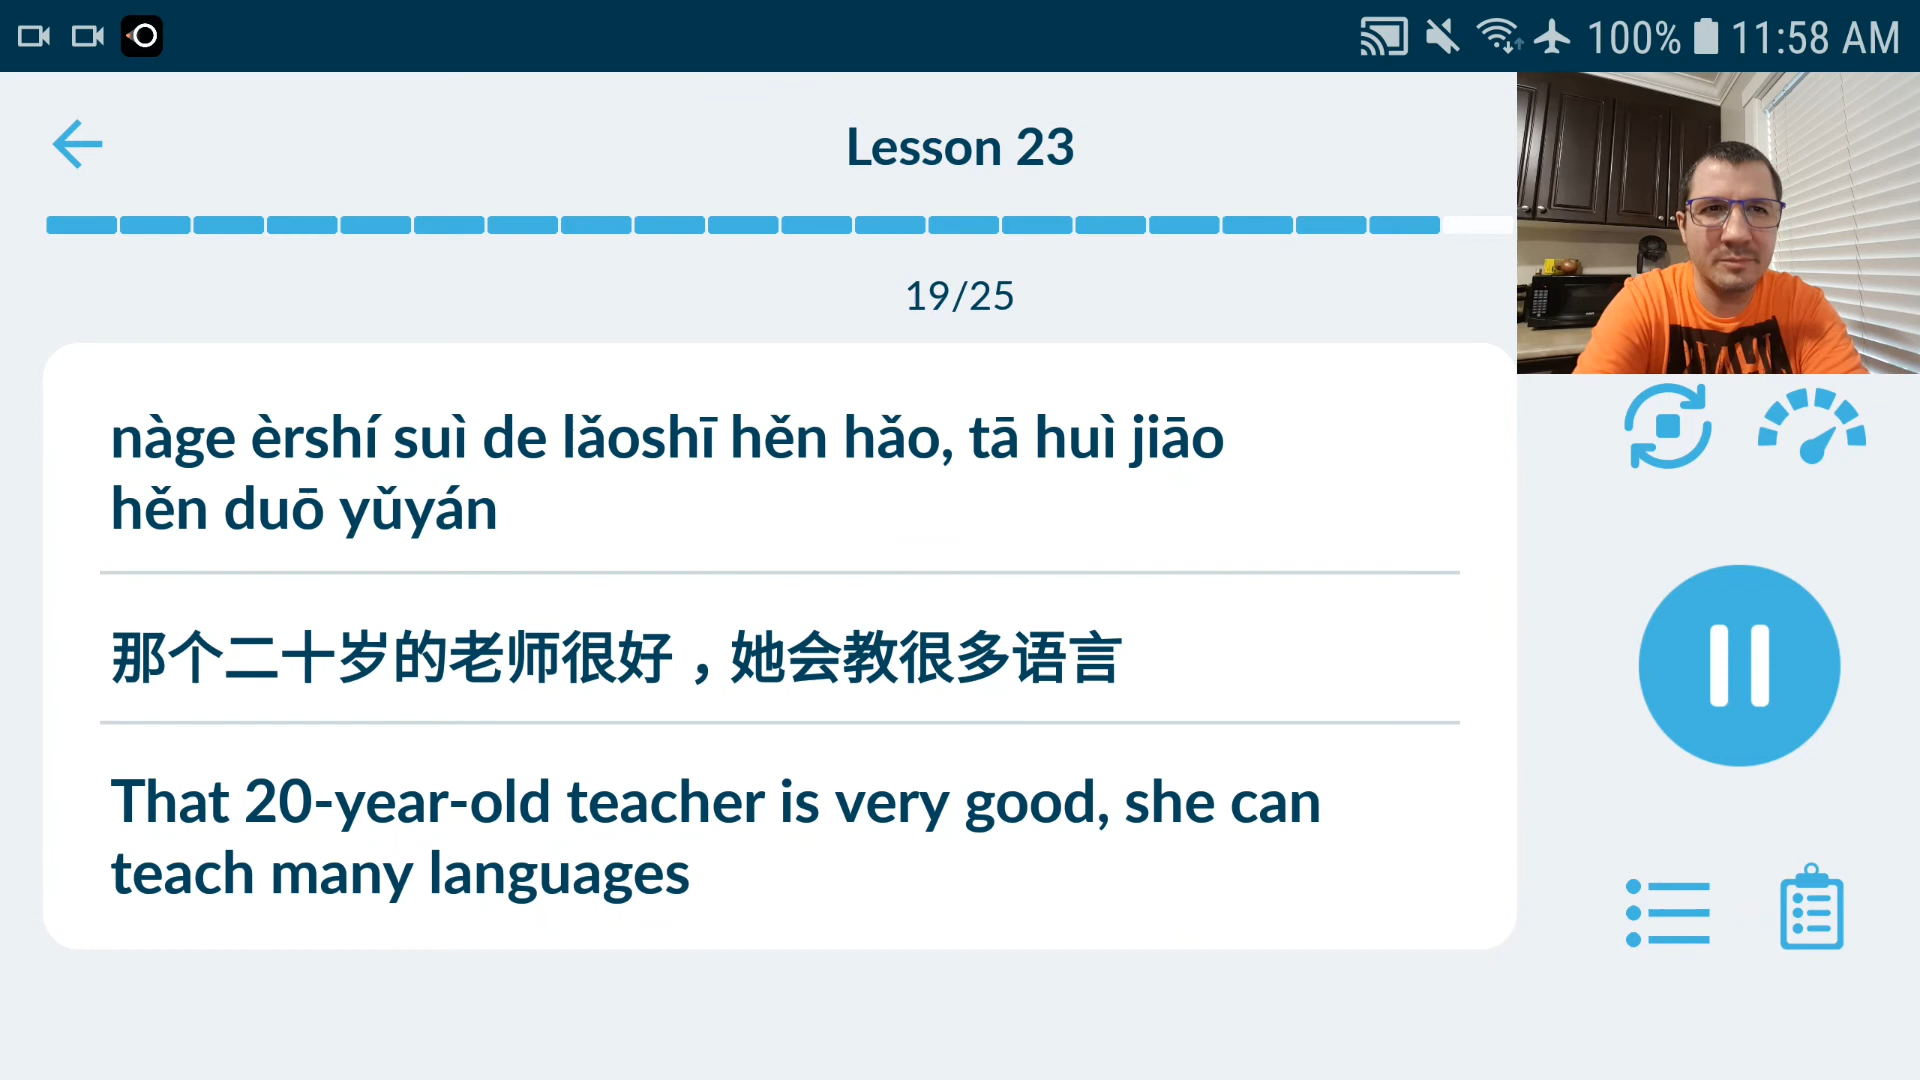 100% 11:58 AM
Lesson 23
19/25
nàge èrshí suì de lǎoshī hěn hǎo, tā huì jiāo
hěn duō yǔyán
那个二十岁的老师很好，她会教很多语言
That 20-year-old teacher is very good, she can
teach many languages